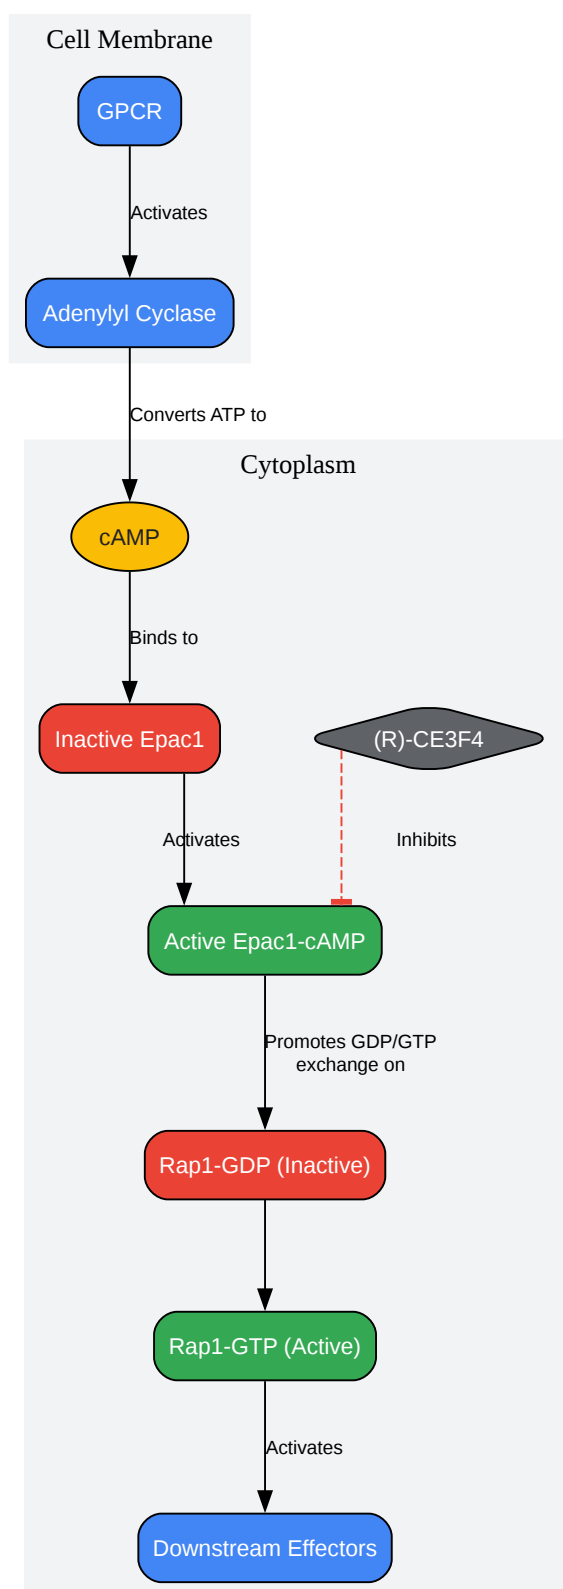 Cell Membrane
GPCR
Activates
Adenylyl Cyclase
Converts ATP to
Cytoplasm
cAMP
Binds to
Inactive Epac1
(R)-CE3F4
Activates
Inhibits
Active Epac1-cAMP
Promotes GDP/GTP
exchange on
Rap1-GDP (Inactive)
Rap1-GTP (Active)
Activates
Downstream Effectors